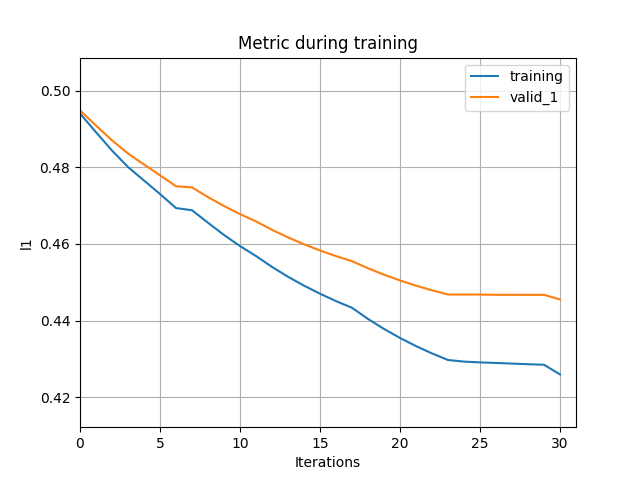 Metric during training
training
valid_1
0.50
0.48
0.46
0.44
0.42
l1
0 5 10 15 20 25 30
Iterations